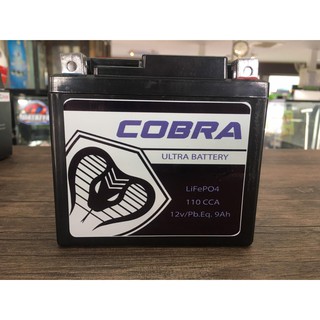 COBRA
ULTRA BATTERY
LiFePO4
110 CCA
12v/Pb.Eq. 9Ah